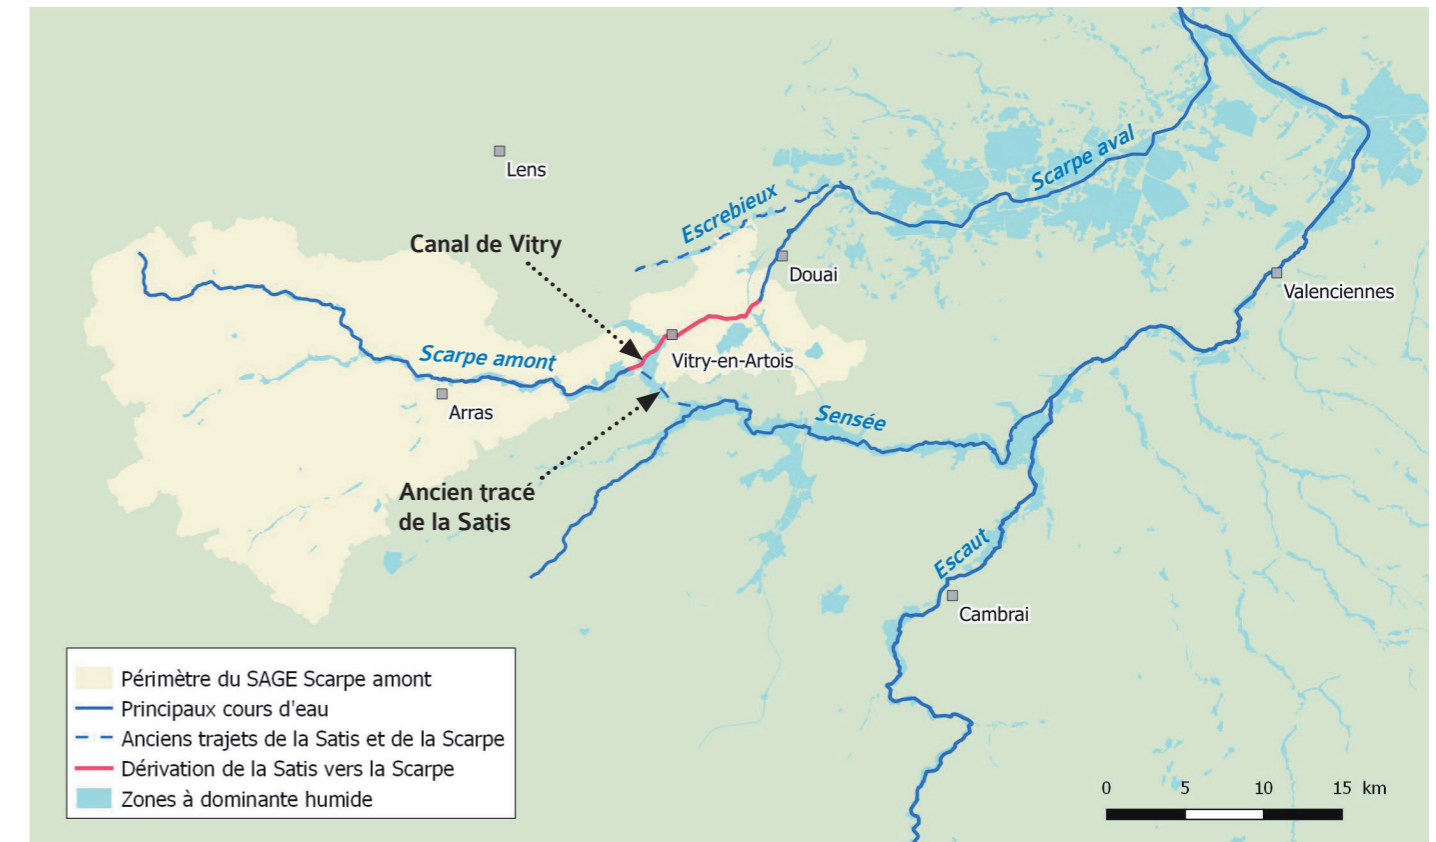 Lens
Scarpe aval
Escrebieux
Canal de Vitry
Douai
Valenciennes
Scarpe amont
Vitry-en-Artois
Arras
Sensée
Ancien tracé
de la Satis
Escaut
Cambrai
Périmètre du SAGE Scarpe amont
Principaux cours d'eau
Anciens trajets de la Satis et de la Scarpe
Dérivation de la Satis vers la Scarpe
Zones à dominante humide
0 5 10 15 km